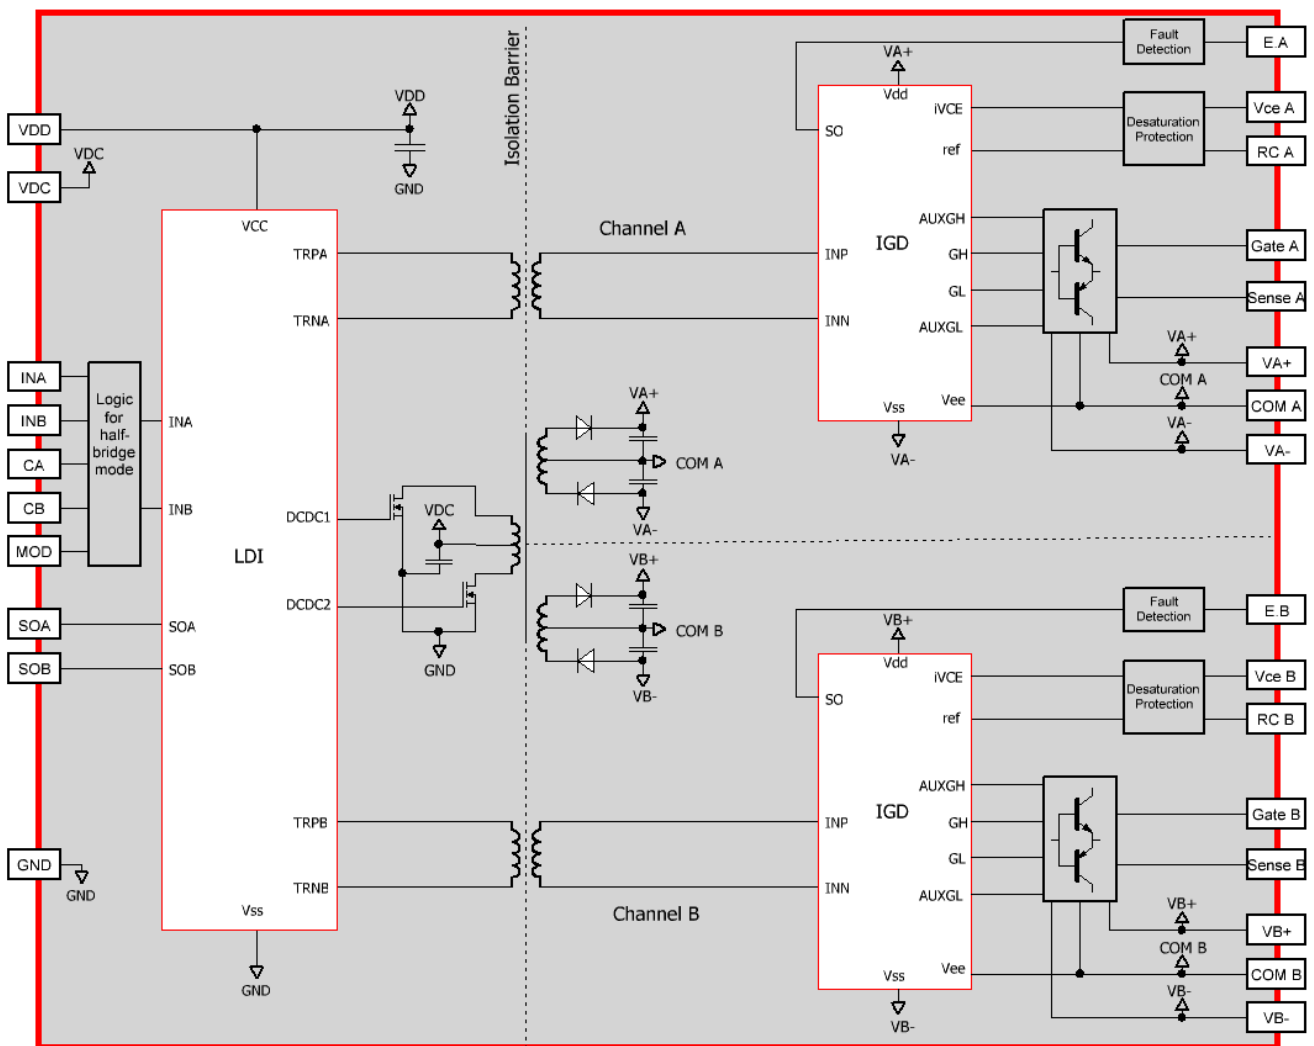 Isolation Barrier
Fault
Detection
E.A
VA+
Vdd
VDD
VDD
SO
iVCE
Desaturation
Protection
Vce A
ref
RC A
VDC
VDC
GND
VCC
Channel A
AUXGH
TRPA
INP
IGD
GH
Gate A
GL
Sense A
TRNA
INN
AUXGL
VA+
VA+
INA
Logic
for
half-
bridge
mode
COM A
VA+
Vee
Vss
COM A
INB
INA
VA-
VA-
VA-
CA
COM A
CB
INB
DCDC1
VDC
VA-
MOD
LDI
VB+
DCDC2
Fault
Detection
E.B
SOA
SOA
COM B
VB+
Vdd
GND
SOB
SOB
VB-
SO
iVCE
Desaturation
Protection
Vce B
ref
RC B
AUXGH
TRPB
INP
IGD
GH
Gate B
GL
Sense B
GND
GND
TRNB
INN
AUXGL
Vss
Channel B
VB+
VB+
COM B
Vee
Vss
COM B
GND
VB-
VB-
VB-